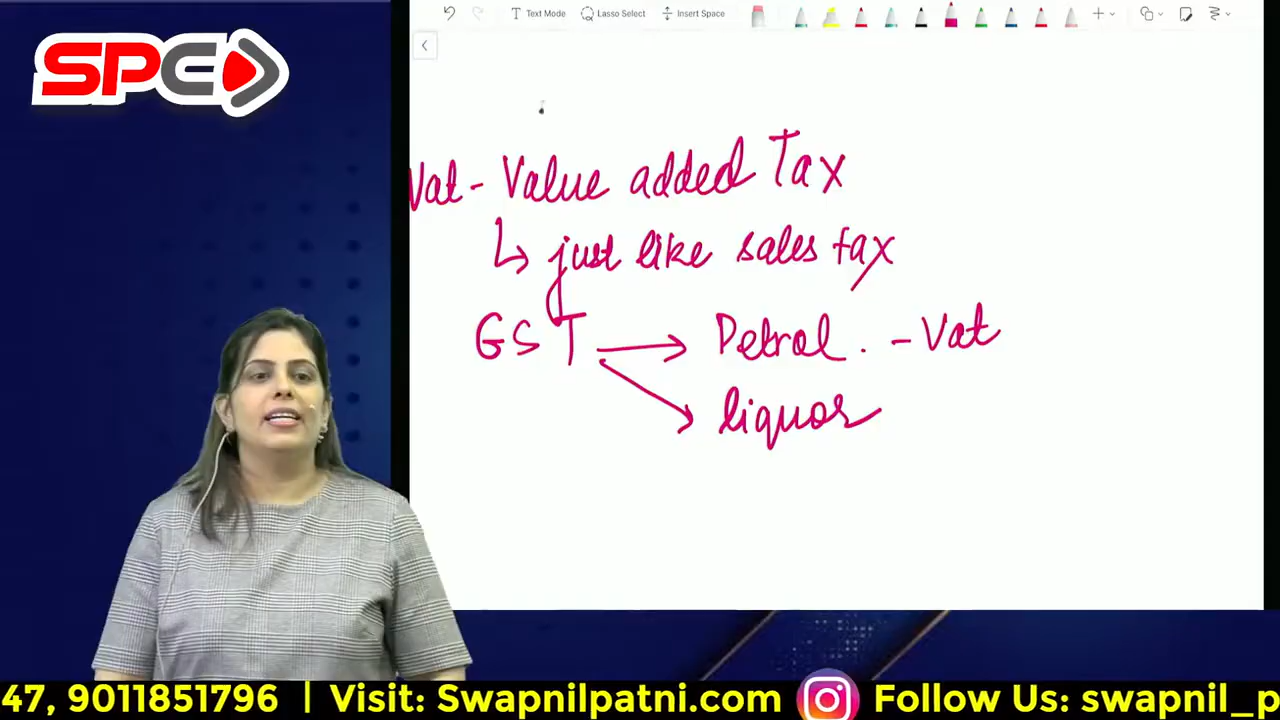 SPC
Text Mode Lasso Select Insert Space
Vat - Value added Tax
↳ just like sales tax
GST → Petrol. - Vat
→ liquor
47, 9011851796 | Visit: Swapnilpatni.com Follow Us: swapnil_p